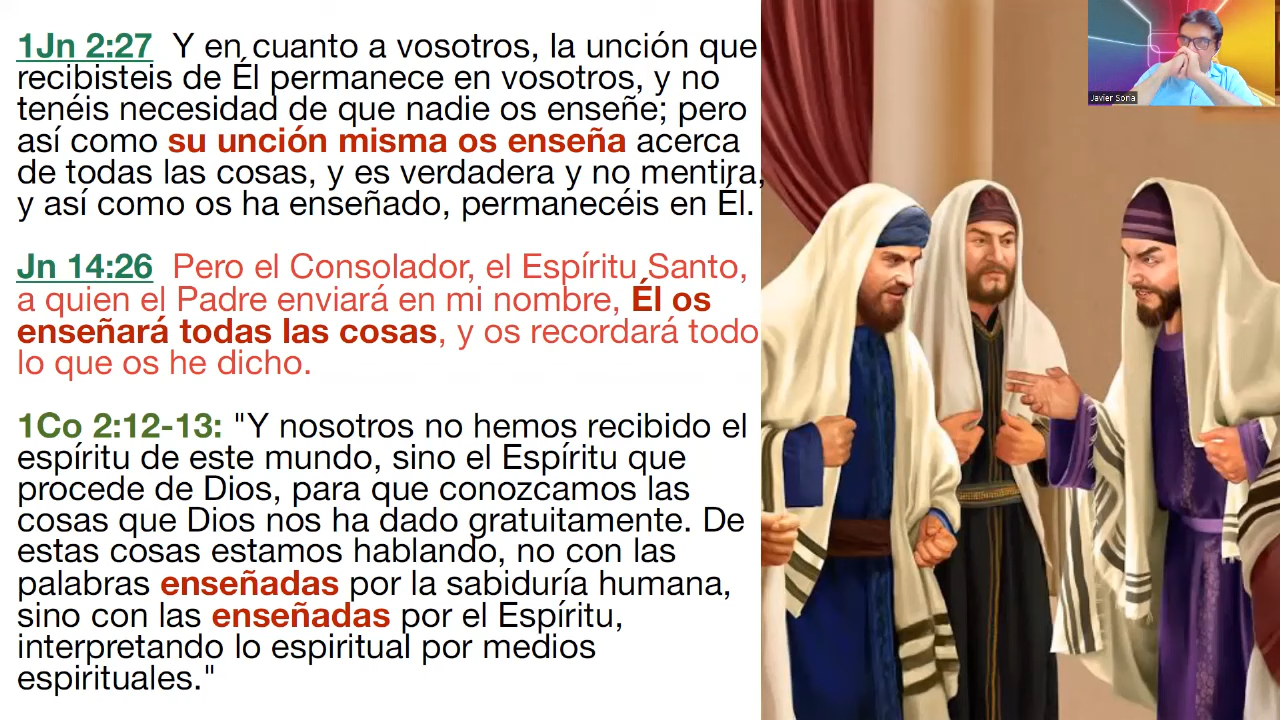 1Jn 2:27 Y en cuanto a vosotros, la unción que
recibisteis de Él permanece en vosotros, y no
tenéis necesidad de que nadie os enseñe; pero
así como su unción misma os enseña acerca
de todas las cosas, y es verdadera y no mentira,
y así como os ha enseñado, permanecéis en Él.
Jn 14:26 Pero el Consolador, el Espíritu Santo,
a quien el Padre enviará en mi nombre, Él os
enseñará todas las cosas, y os recordará todo
lo que os he dicho.
1Co 2:12-13: "Y nosotros no hemos recibido el
espíritu de este mundo, sino el Espíritu que
procede de Dios, para que conozcamos las
cosas que Dios nos ha dado gratuitamente. De
estas cosas estamos hablando, no con las
palabras enseñadas por la sabiduría humana,
sino con las enseñadas por el Espíritu,
interpretando lo espiritual por medios
espirituales."
Javier Soria